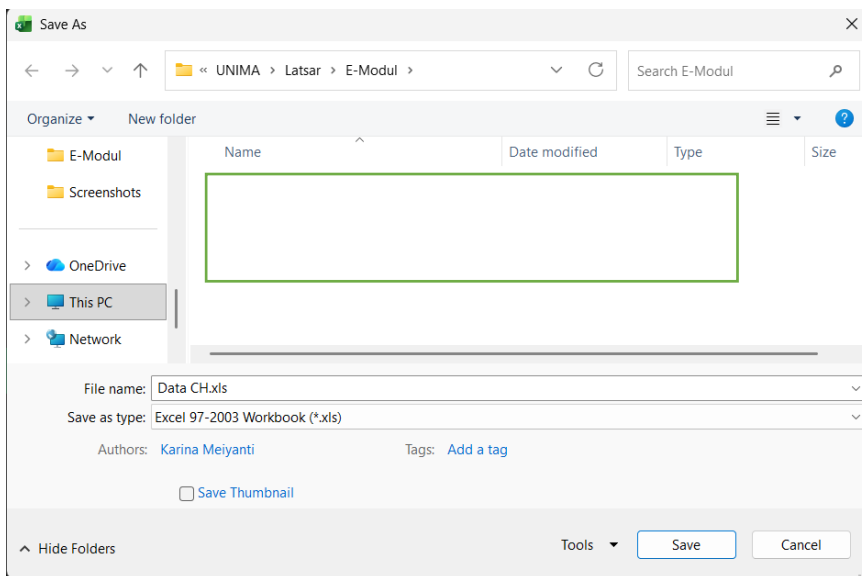 Save As
« UNIMA > Latsar > E-Modul >
Search E-Modul
Organize
New folder
?
Name
Date modified
Type
Size
E-Modul
Screenshots
OneDrive
This PC
Network
File name: Data CH.xls
Save as type: Excel 97-2003 Workbook (*.xls)
Authors: Karina Meiyanti
Tags: Add a tag
Save Thumbnail
Hide Folders
Tools
Save
Cancel